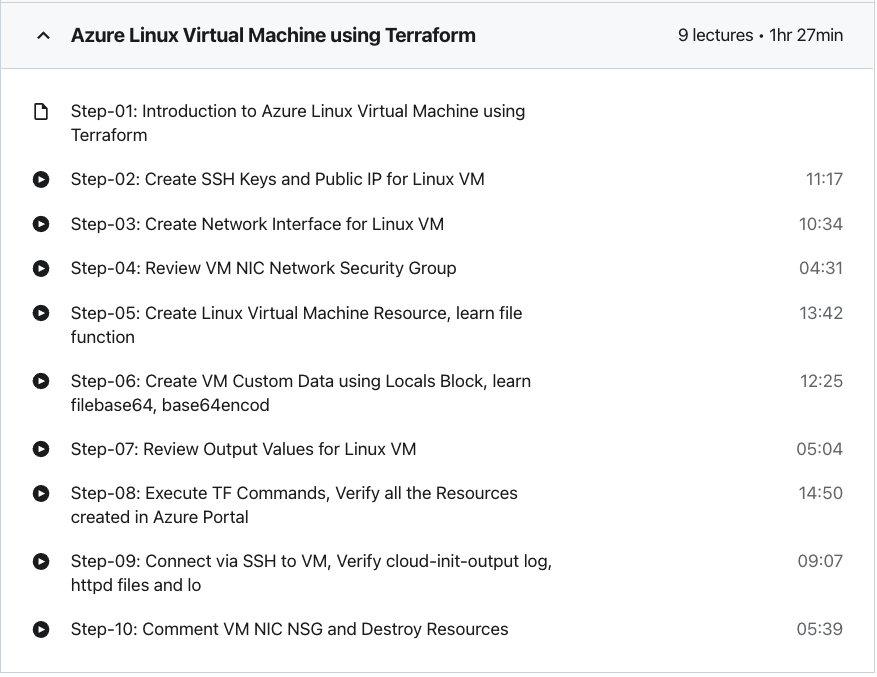 Azure Linux Virtual Machine using Terraform
9 lectures • 1hr 27min
Step-01: Introduction to Azure Linux Virtual Machine using
Terraform
Step-02: Create SSH Keys and Public IP for Linux VM
11:17
Step-03: Create Network Interface for Linux VM
10:34
Step-04: Review VM NIC Network Security Group
04:31
Step-05: Create Linux Virtual Machine Resource, learn file
function
13:42
Step-06: Create VM Custom Data using Locals Block, learn
filebase64, base64encod
12:25
Step-07: Review Output Values for Linux VM
05:04
Step-08: Execute TF Commands, Verify all the Resources
created in Azure Portal
14:50
Step-09: Connect via SSH to VM, Verify cloud-init-output log,
httpd files and lo
09:07
Step-10: Comment VM NIC NSG and Destroy Resources
05:39